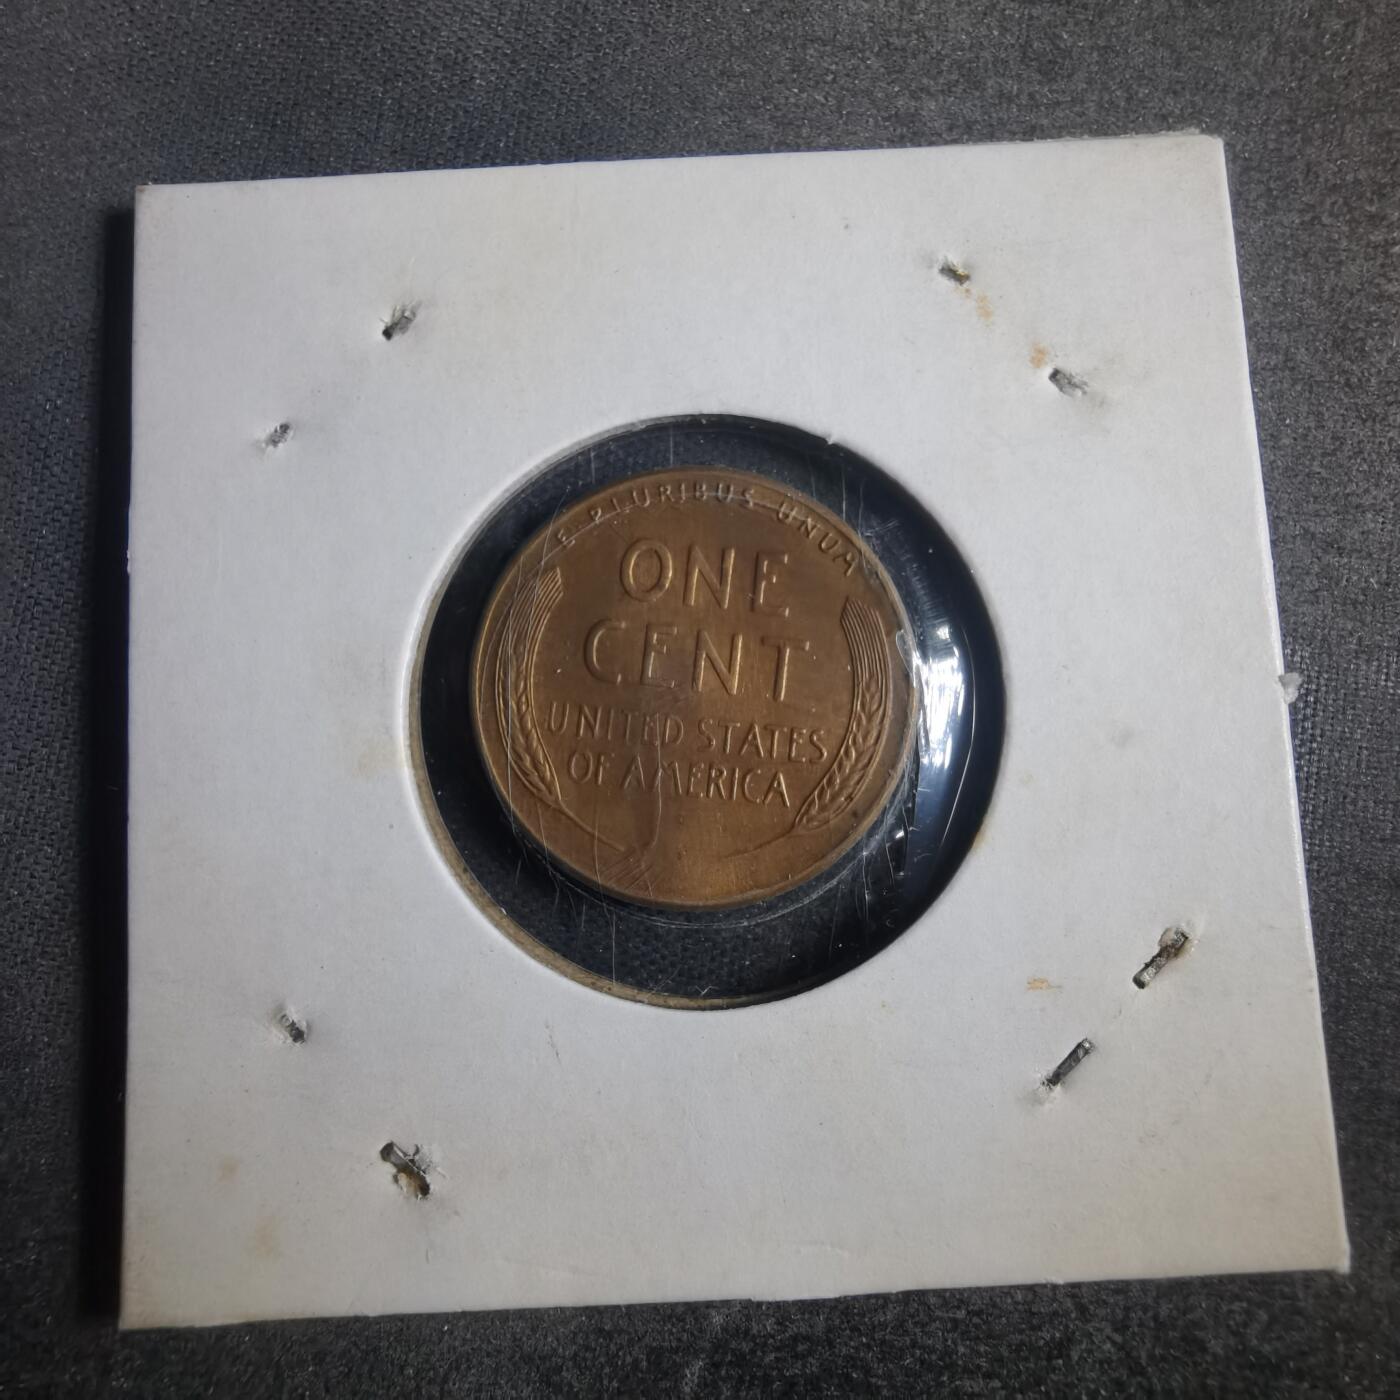 E·PLURIBUS·UNUM
ONE
CENT
UNITED STATES
OF AMERICA